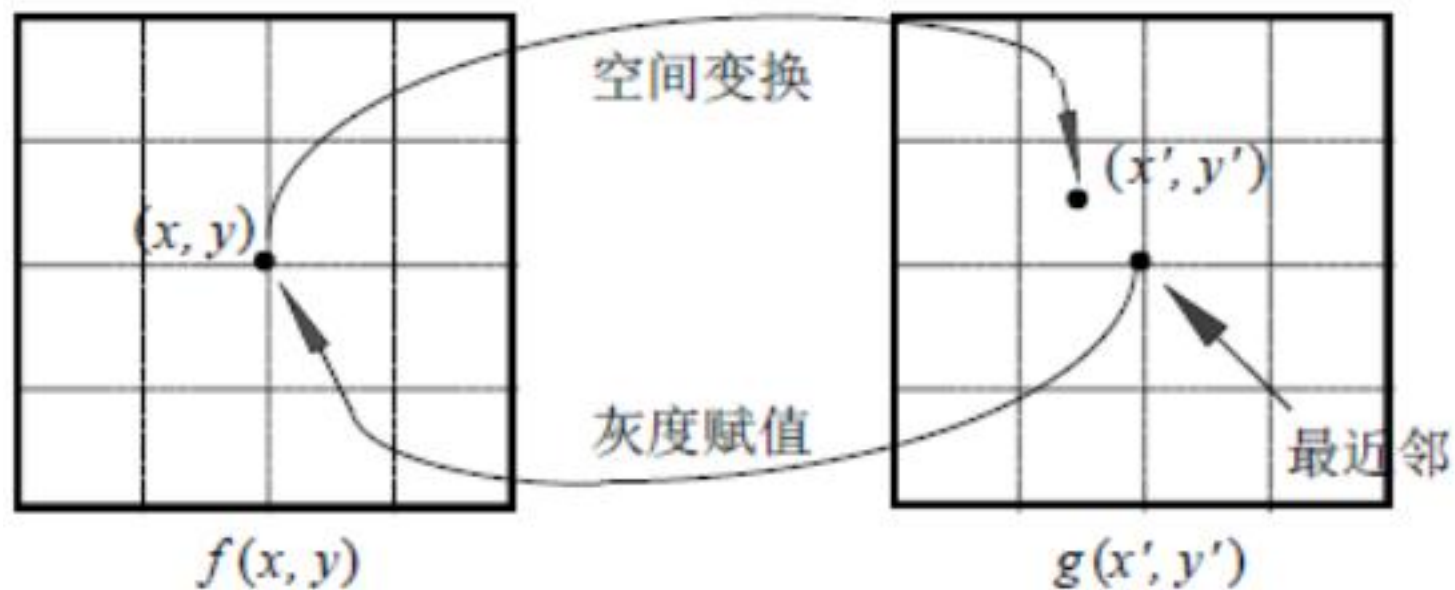 空间变换
(x', y')
(x, y)
灰度赋值
最近邻
f(x, y)
g(x', y')